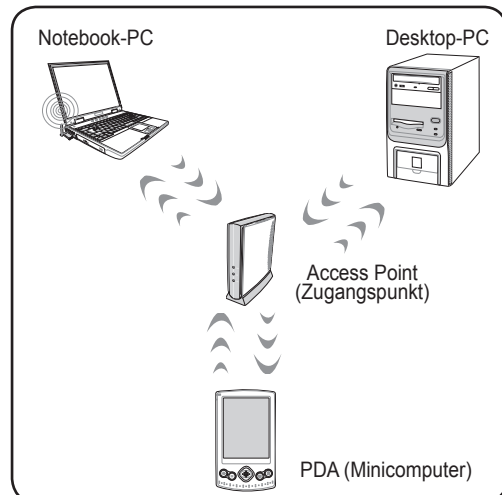 Notebook-PC
Desktop-PC
Access Point
(Zugangspunkt)
PDA (Minicomputer)